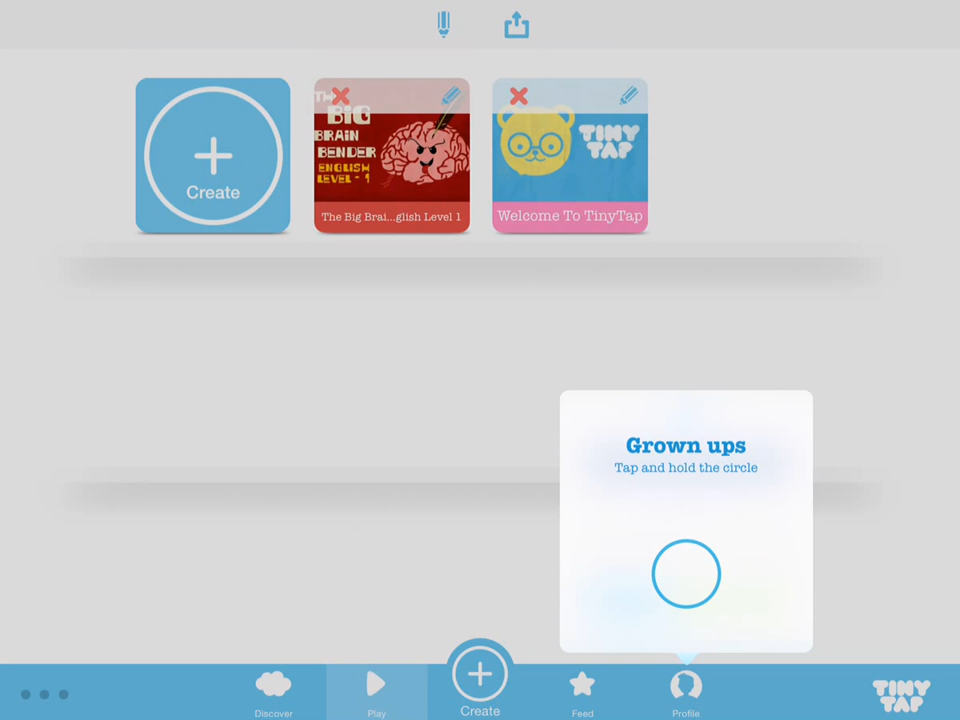 Create
THE
BIG
BRAIN
BENDER
ENGLISH
LEVEL - 1
The Big Brai...glish Level 1
TINY
TAP
Welcome To TinyTap
Grown ups
Tap and hold the circle
Discover
Play
Create
Feed
Profile
TINY
TAP